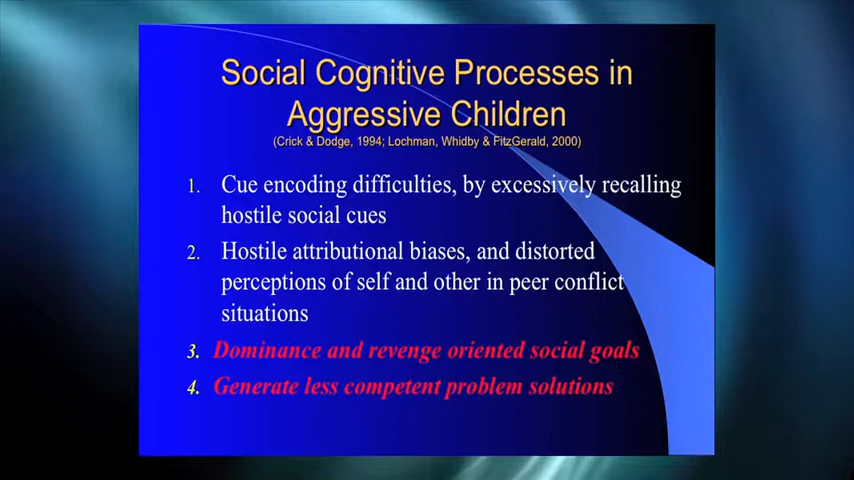 Social Cognitive Processes in
Aggressive Children
(Crick & Dodge, 1994; Lochman, Whidby & FitzGerald, 2000)
1. Cue encoding difficulties, by excessively recalling
hostile social cues
2. Hostile attributional biases, and distorted
perceptions of self and other in peer conflict
situations
3. Dominance and revenge oriented social goals
4. Generate less competent problem solutions